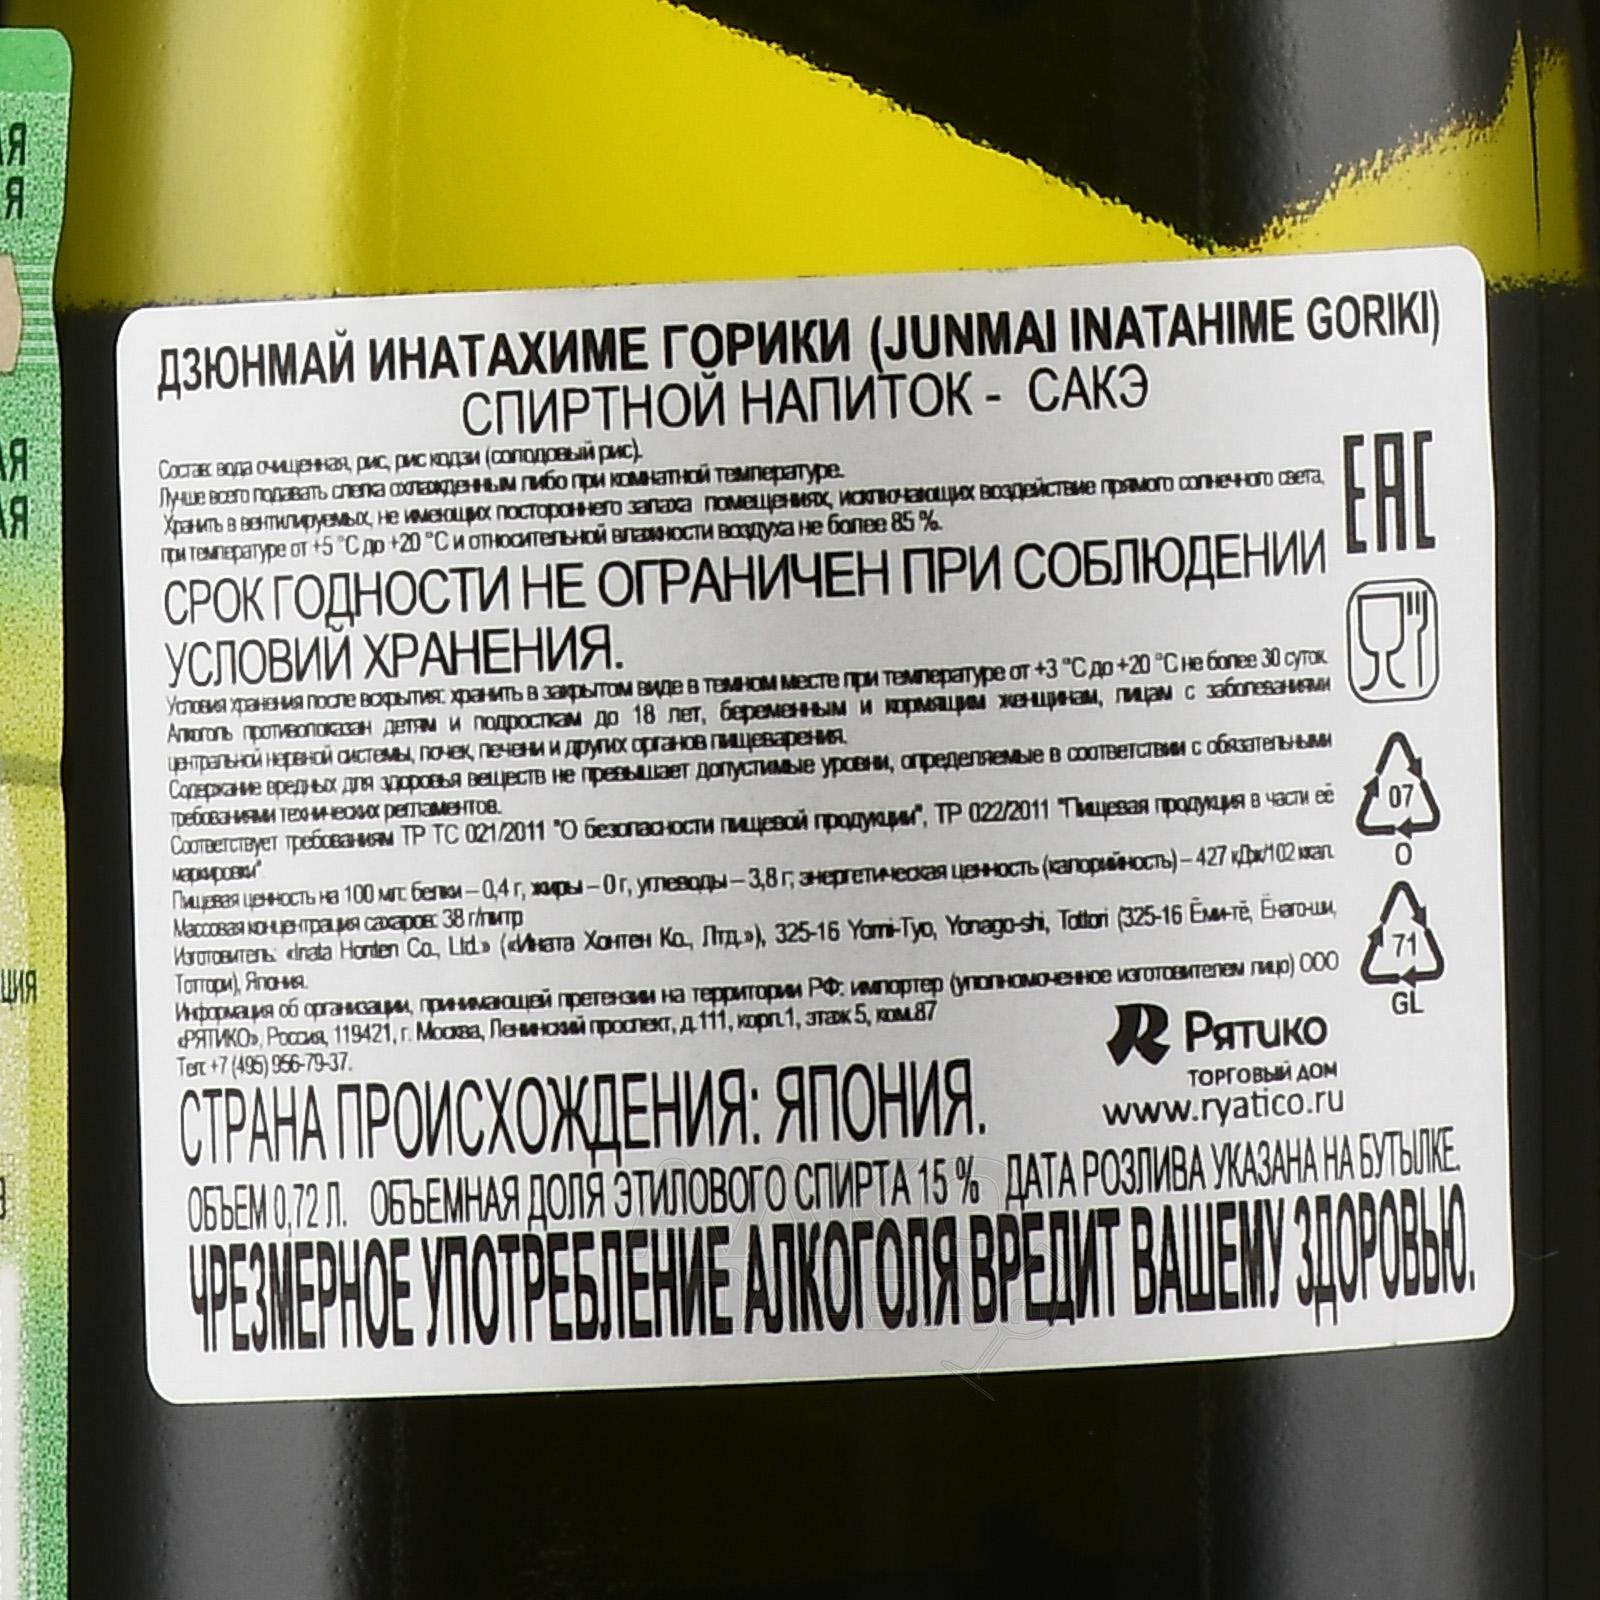 ДЗЮНМАЙ ИНАТАХИМЕ ГОРИКИ (JUNMAI INATAHIME GORIKI)
СПИРТНОЙ НАПИТОК - САКЭ
Состав: вода очищенная, рис, рис кодзи (солодовый рис).
Лучше всего подавать слегка охлажденным либо при комнатной температуре.
Хранить в вентилируемых, не имеющих постороннего запаха помещениях, исключающих воздействие прямого солнечного света,
при температуре от +5 °С до +20 °С и относительной влажности воздуха не более 85 %.
СРОК ГОДНОСТИ НЕ ОГРАНИЧЕН ПРИ СОБЛЮДЕНИИ
УСЛОВИЙ ХРАНЕНИЯ.
Условия хранения после вскрытия: хранить в закрытом виде в темном месте при температуре от +3 °С до +20 °С не более 30 суток.
Алкоголь противопоказан детям и подросткам до 18 лет, беременным и кормящим женщинам, лицам с заболеваниями
центральной нервной системы, почек, печени и других органов пищеварения.
Содержание вредных для здоровья веществ не превышает допустимые уровни, определяемые в соответствии с обязательными
требованиями технических регламентов.
Соответствует требованиям ТР ТС 021/2011 "О безопасности пищевой продукции", ТР 022/2011 "Пищевая продукция в части её
маркировки"
Пищевая ценность на 100 мл: белки – 0,4 г, жиры – 0 г, углеводы – 3,8 г; энергетическая ценность (калорийность) – 427 кДж/102 ккал.
Массовая концентрация сахаров: 38 г/литр
Изготовитель: «Inata Honten Co., Ltd.» («Ината Хонтен Ко., Лтд.»), 325-16 Yomi-Tyo, Yonago-shi, Tottori (325-16 Ёми-тё, Ёнаго-ши,
Тоттори), Япония.
Информация об организации, принимающей претензии на территории РФ: импортер (уполномоченное изготовителем лицо) ООО
«РЯТИКО», Россия, 119421, г. Москва, Ленинский проспект, д.111, корп.1, этаж 5, ком.87
Тел: +7 (495) 956-79-37.
СТРАНА ПРОИСХОЖДЕНИЯ: ЯПОНИЯ.
ОБЪЕМ 0,72 Л. ОБЪЕМНАЯ ДОЛЯ ЭТИЛОВОГО СПИРТА 15 % ДАТА РОЗЛИВА УКАЗАНА НА БУТЫЛКЕ.
ЧРЕЗМЕРНОЕ УПОТРЕБЛЕНИЕ АЛКОГОЛЯ ВРЕДИТ ВАШЕМУ ЗДОРОВЬЮ.
EAC
07
O
71
GL
Рятико
ТОРГОВЫЙ ДОМ
www.ryatico.ru